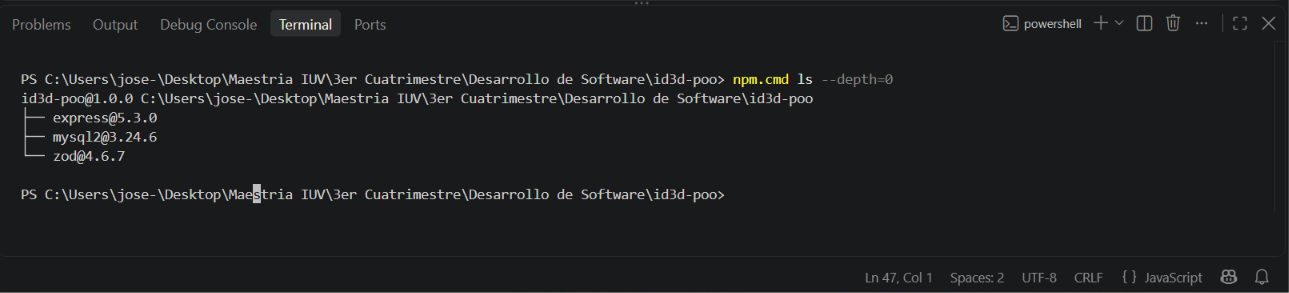 Problems Output Debug Console Terminal Ports powershell
PS C:\Users\jose-\Desktop\Maestria IUV\3er Cuatrimestre\Desarrollo de Software\id3d-poo> npm.cmd ls --depth=0
id3d-poo@1.0.0 C:\Users\jose-\Desktop\Maestria IUV\3er Cuatrimestre\Desarrollo de Software\id3d-poo
├── express@5.3.0
├── mysql2@3.24.6
└── zod@4.6.7
PS C:\Users\jose-\Desktop\Maestria IUV\3er Cuatrimestre\Desarrollo de Software\id3d-poo>
Ln 47, Col 1 Spaces: 2 UTF-8 CRLF {} JavaScript